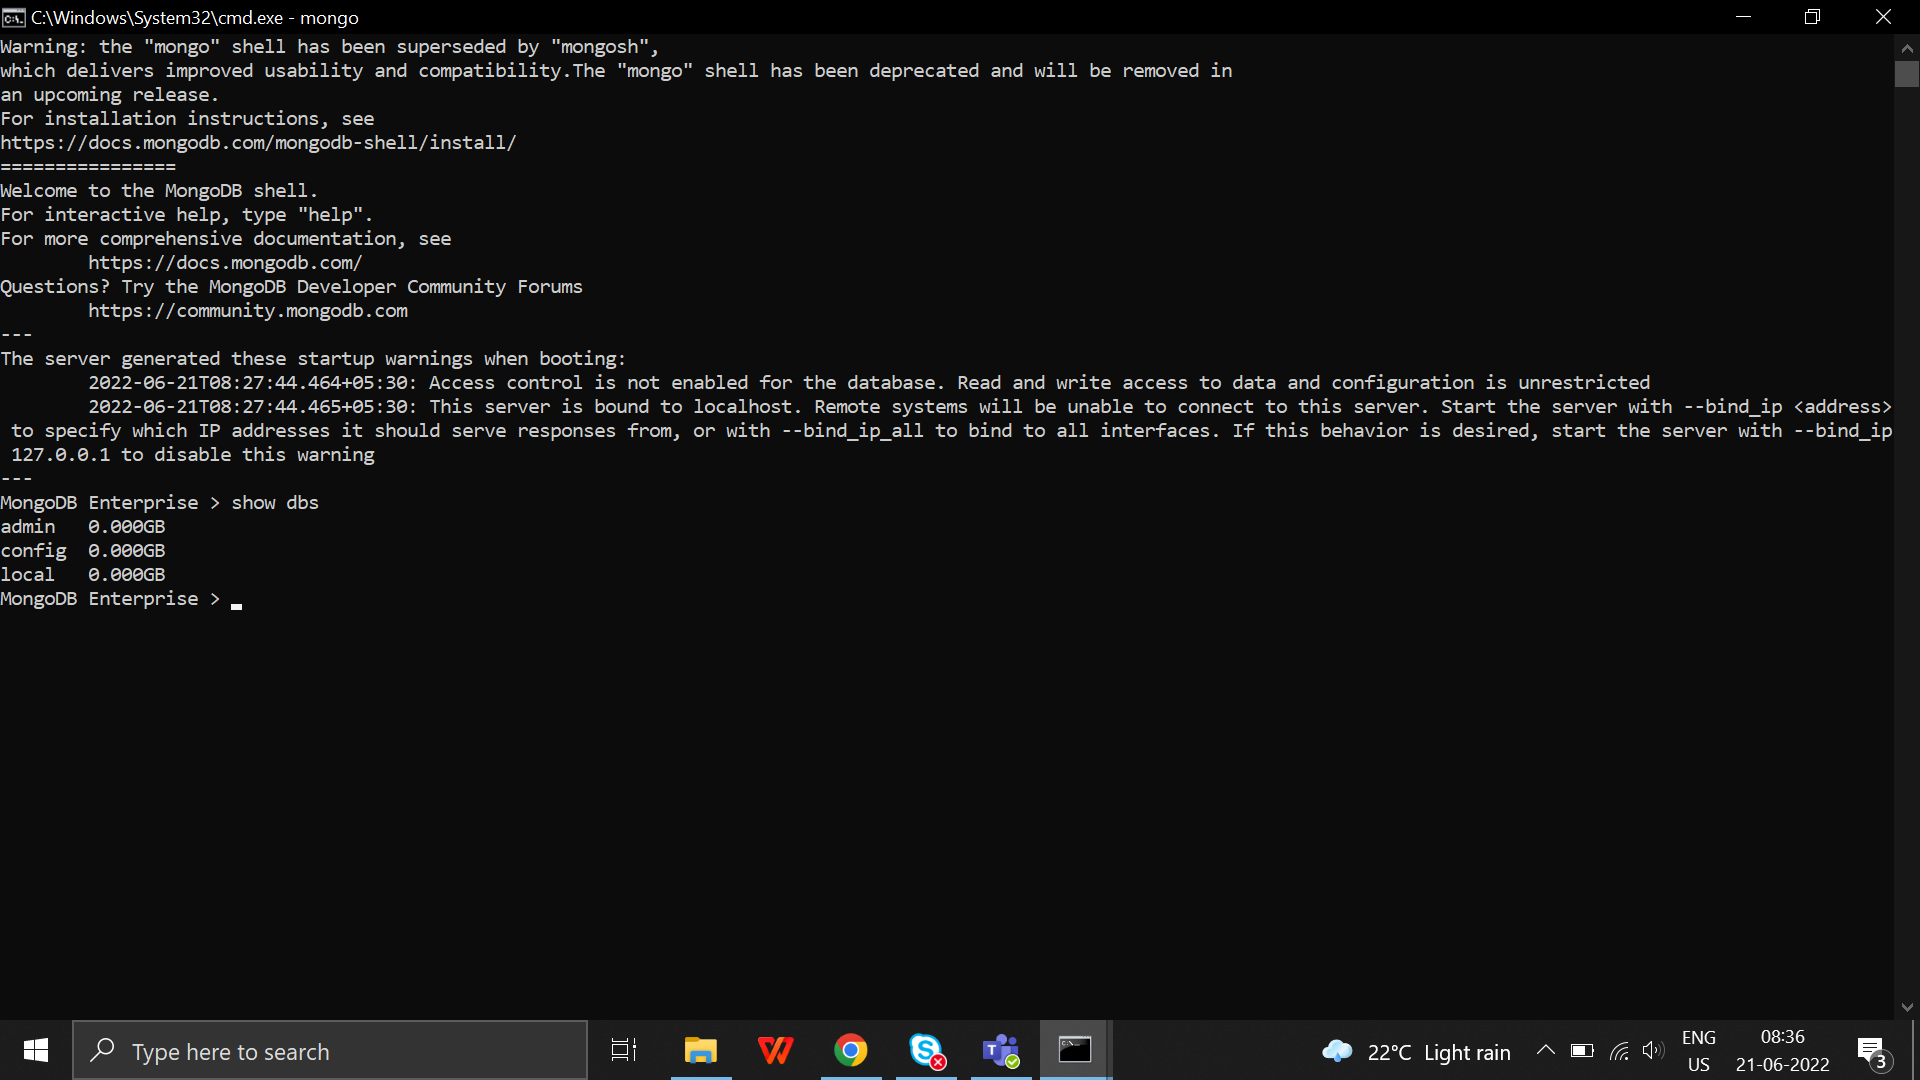 C:\Windows\System32\cmd.exe - mongo
Warning: the "mongo" shell has been superseded by "mongosh",
which delivers improved usability and compatibility.The "mongo" shell has been deprecated and will be removed in
an upcoming release.
For installation instructions, see
https://docs.mongodb.com/mongodb-shell/install/
================
Welcome to the MongoDB shell.
For interactive help, type "help".
For more comprehensive documentation, see
        https://docs.mongodb.com/
Questions? Try the MongoDB Developer Community Forums
        https://community.mongodb.com
---
The server generated these startup warnings when booting:
        2022-06-21T08:27:44.464+05:30: Access control is not enabled for the database. Read and write access to data and configuration is unrestricted
        2022-06-21T08:27:44.465+05:30: This server is bound to localhost. Remote systems will be unable to connect to this server. Start the server with --bind_ip <address>
 to specify which IP addresses it should serve responses from, or with --bind_ip_all to bind to all interfaces. If this behavior is desired, start the server with --bind_ip
 127.0.0.1 to disable this warning
---
MongoDB Enterprise > show dbs
admin   0.000GB
config  0.000GB
local   0.000GB
MongoDB Enterprise >
Type here to search
22°C Light rain
ENG
US
08:36
21-06-2022
3